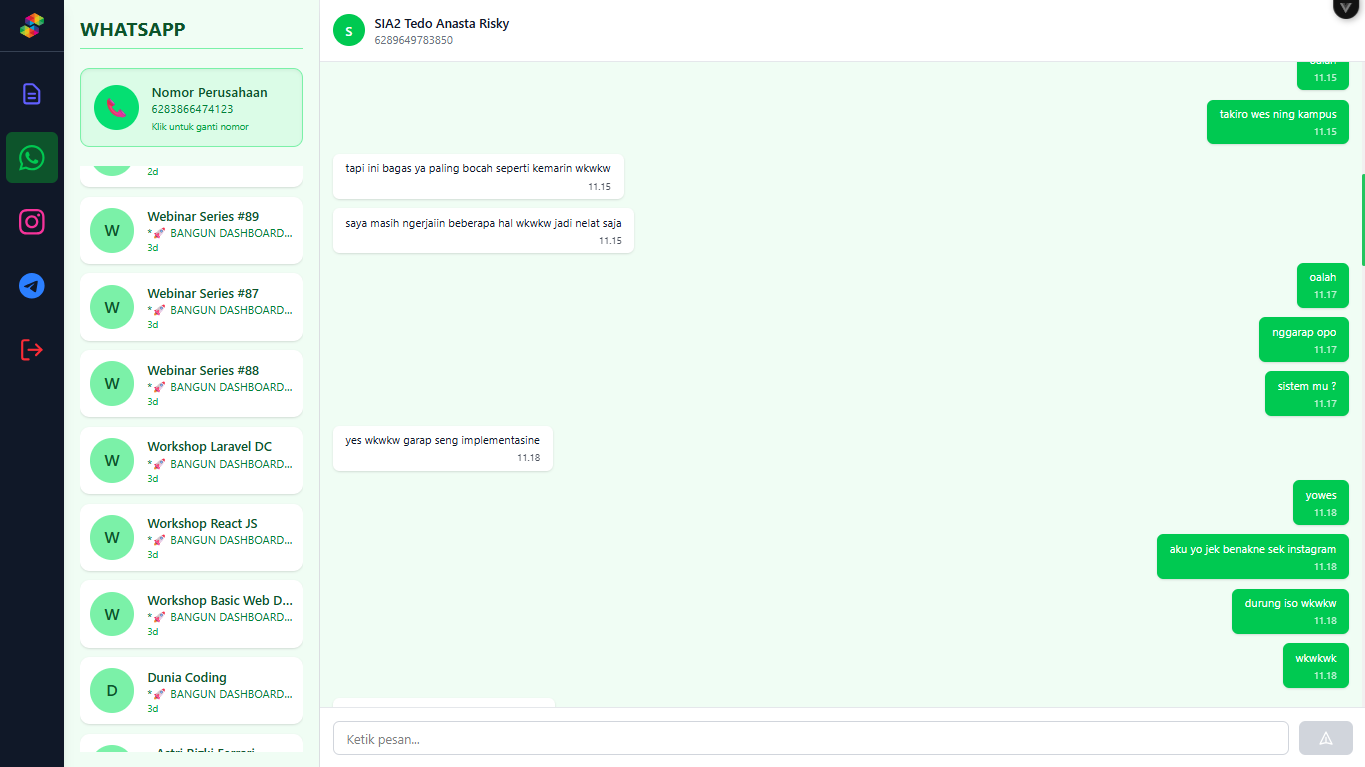 WHATSAPP
Nomor Perusahaan
6283866474123
Klik untuk ganti nomor
2d
W
Webinar Series #89
*🚀 BANGUN DASHBOARD...
3d
W
Webinar Series #87
*🚀 BANGUN DASHBOARD...
3d
W
Webinar Series #88
*🚀 BANGUN DASHBOARD...
3d
W
Workshop Laravel DC
*🚀 BANGUN DASHBOARD...
3d
W
Workshop React JS
*🚀 BANGUN DASHBOARD...
3d
W
Workshop Basic Web D...
*🚀 BANGUN DASHBOARD...
3d
D
Dunia Coding
*🚀 BANGUN DASHBOARD...
3d
S
SIA2 Tedo Anasta Risky
6289649783850
11.15
takiro wes ning kampus
11.15
tapi ini bagas ya paling bocah seperti kemarin wkwkw
11.15
saya masih ngerjaiin beberapa hal wkwkw jadi nelat saja
11.15
oalah
11.17
nggarap opo
11.17
sistem mu ?
11.17
yes wkwkw garap seng implementasine
11.18
yowes
11.18
aku yo jek benakne sek instagram
11.18
durung iso wkwkw
11.18
wkwkwk
11.18
Ketik pesan...